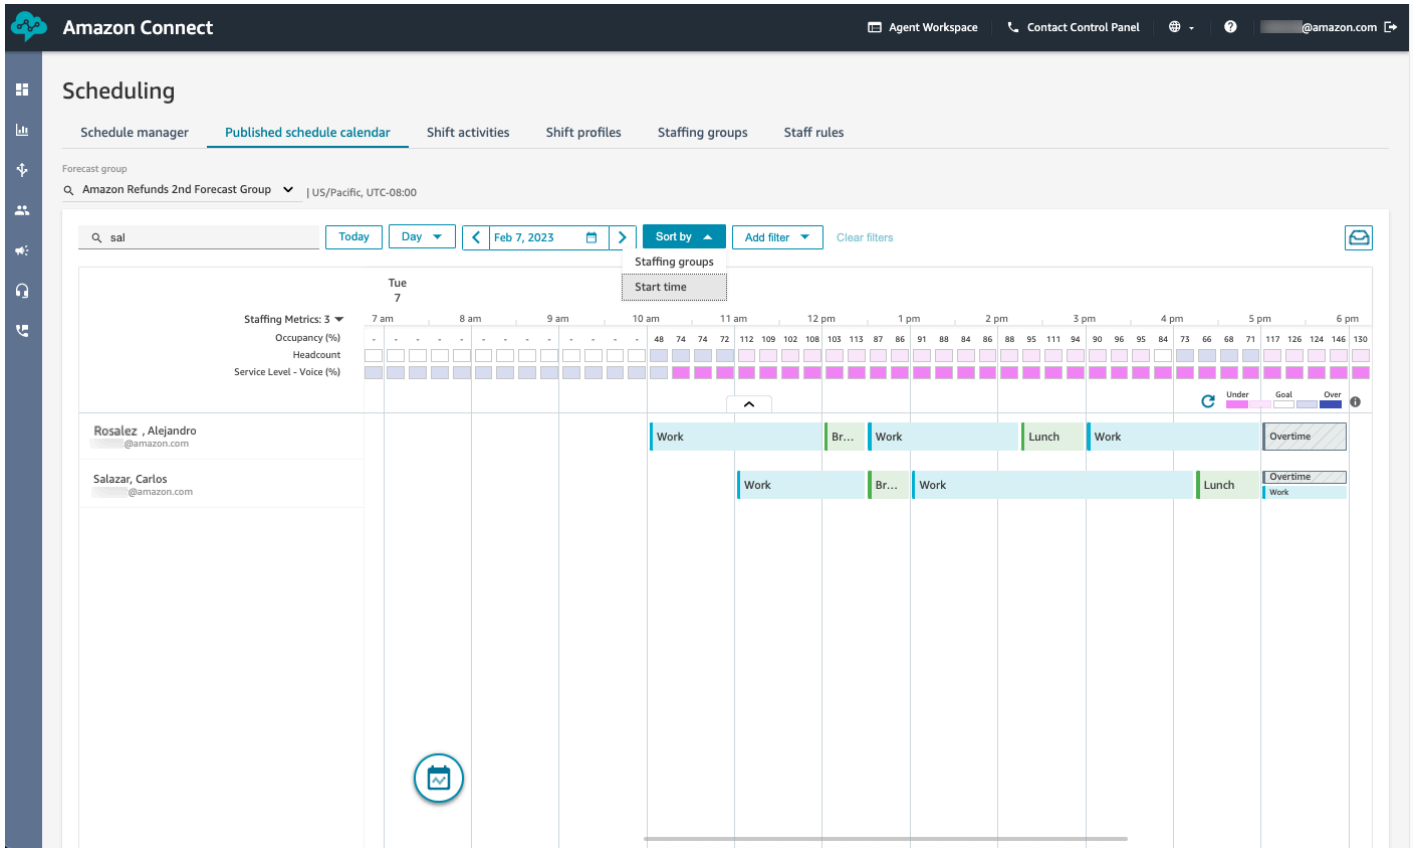 Amazon Connect
Agent Workspace
Contact Control Panel
@amazon.com
Scheduling
Schedule manager
Published schedule calendar
Shift activities
Shift profiles
Staffing groups
Staff rules
Forecast group
Amazon Refunds 2nd Forecast Group
| US/Pacific, UTC-08:00
sal
Today
Day
Feb 7, 2023
Sort by
Add filter
Clear filters
Staffing groups
Start time
Tue
7
Staffing Metrics: 3
7 am 8 am 9 am 10 am 11 am 12 pm 1 pm 2 pm 3 pm 4 pm 5 pm 6 pm
Occupancy (%) - - - - - - - - - - - - - 48 74 74 72 112 109 102 108 103 113 87 86 91 88 84 86 88 95 111 94 90 96 95 84 73 66 68 71 117 126 124 146 130
Headcount
Service Level - Voice (%)
Under Goal Over
Rosalez , Alejandro
@amazon.com
Work Br... Work Lunch Work Overtime
Salazar, Carlos
@amazon.com
Work Br... Work Lunch Overtime
Work